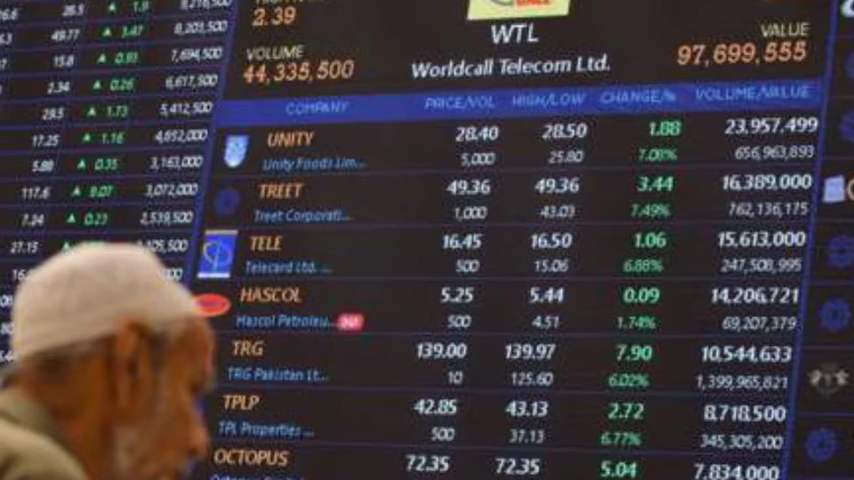 26.5 1.9 8,216,500
49.77 3.47 8,203,500
15.8 0.93 7,694,500
2.34 0.26 6,617,500
29.5 1.73 5,412,500
17.25 1.16 4,852,000
5.88 0.35 3,163,000
117.6 8.07 3,072,000
7.24 0.23 2,539,500
27.15
2.39
VOLUME
44,335,500
WTL
Worldcall Telecom Ltd.
VALUE
97,699,555
COMPANY PRICE/VOL HIGH/LOW CHANGE/% VOLUME/VALUE
UNITY 28.40 28.50 1.88 23,957,499
Unity Foods Lim... 5,000 25.80 7.09% 656,963,893
TREET 49.36 49.36 3.44 16,389,000
Treet Corporati... 1,000 43.03 7.49% 762,136,175
TELE 16.45 16.50 1.06 15,613,000
Telecard Ltd. ... 500 15.06 6.88% 247,508,995
HASCOL 5.25 5.44 0.09 14,206,721
Hascol Petroleu... 500 4.51 1.74% 69,207,379
TRG 139.00 139.97 7.90 10,544,633
TRG Pakistan Lt... 10 125.60 6.02% 1,399,965,821
TPLP 42.85 43.13 2.72 8,718,500
TPL Properties ... 500 37.13 6.77% 345,305,200
OCTOPUS 72.35 72.35 5.04 7,834,000